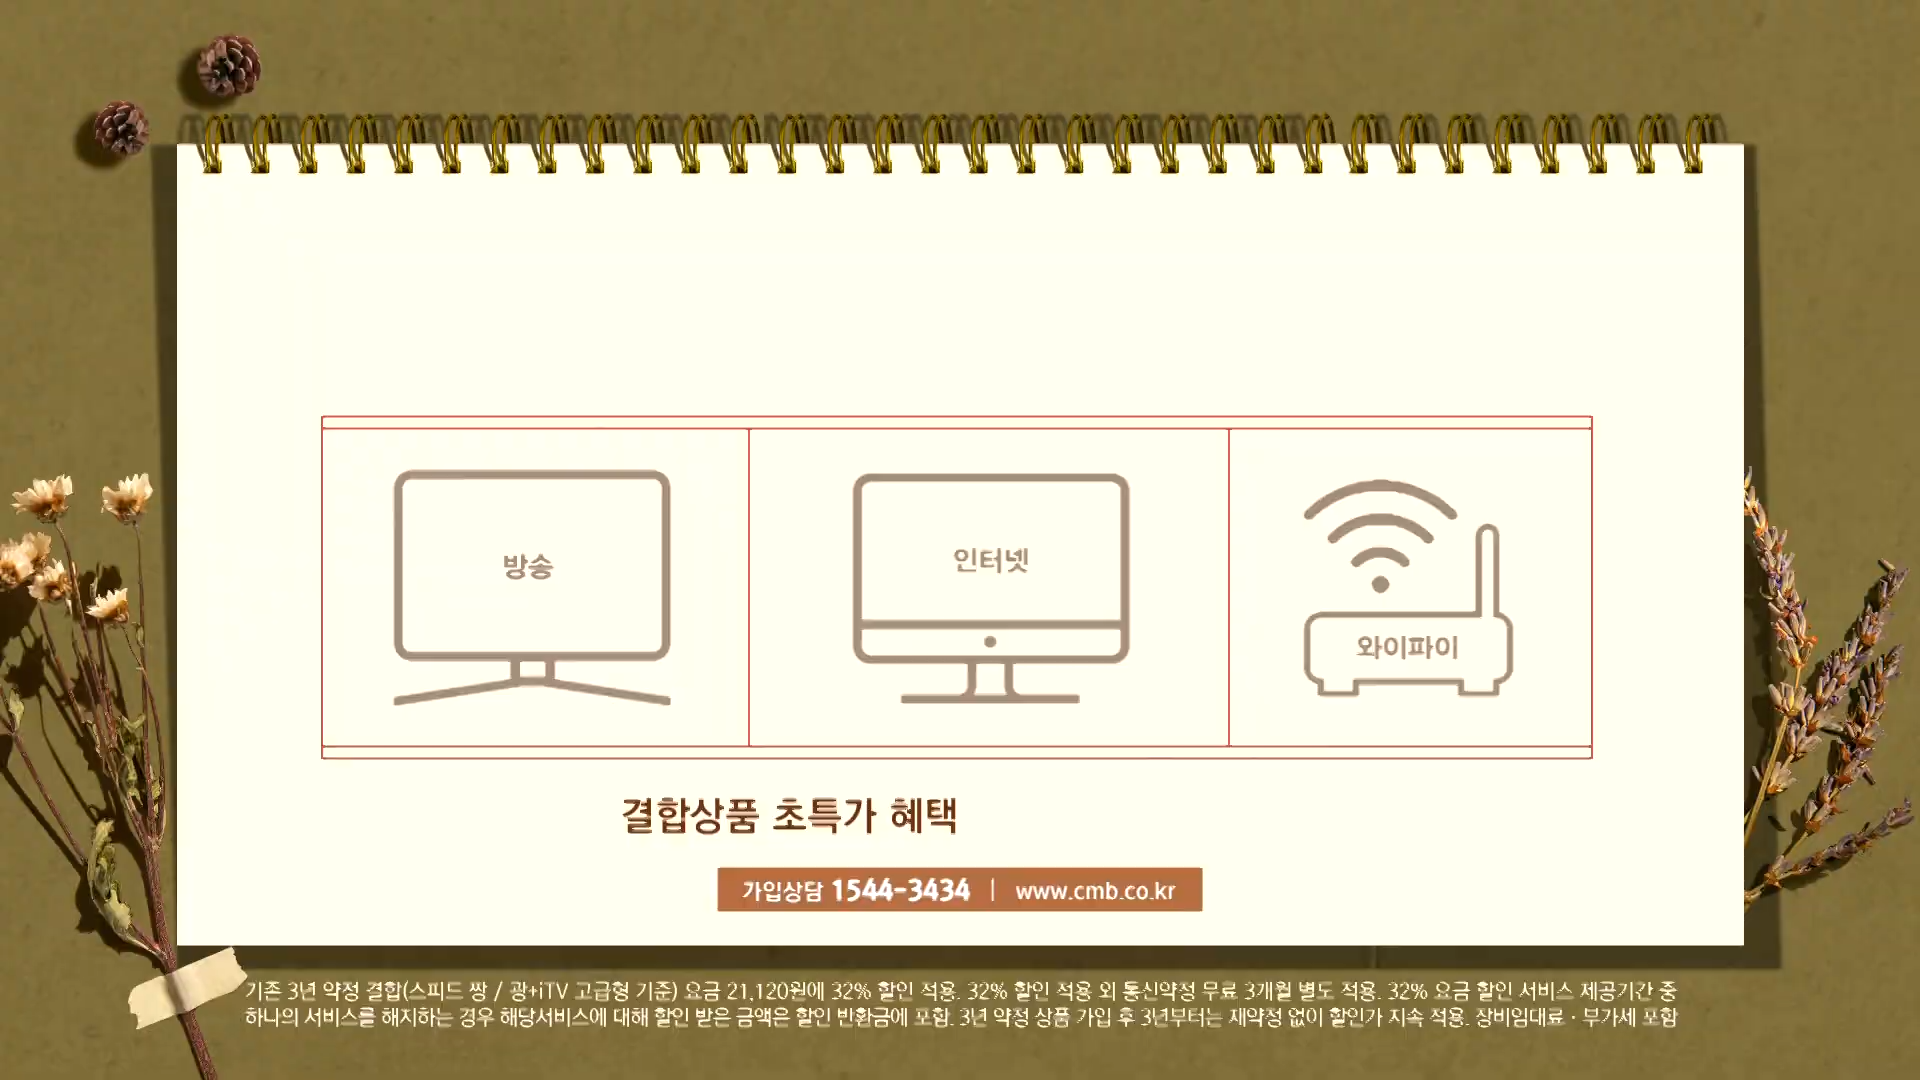 방송
인터넷
와이파이
결합상품 초특가 혜택
가입상담 1544-3434 | www.cmb.co.kr
기존 3년 약정 결합(스피드 짱 / 광+iTV 고급형 기준) 요금 21,120원에 32% 할인 적용. 32% 할인 적용 외 통신약정 무료 3개월 별도 적용. 32% 요금 할인 서비스 제공기간 중
하나의 서비스를 해지하는 경우 해당서비스에 대해 할인 받은 금액은 할인 반환금에 포함. 3년 약정 상품 가입 후 3년부터는 재약정 없이 할인가 지속 적용. 장비임대료 · 부가세 포함